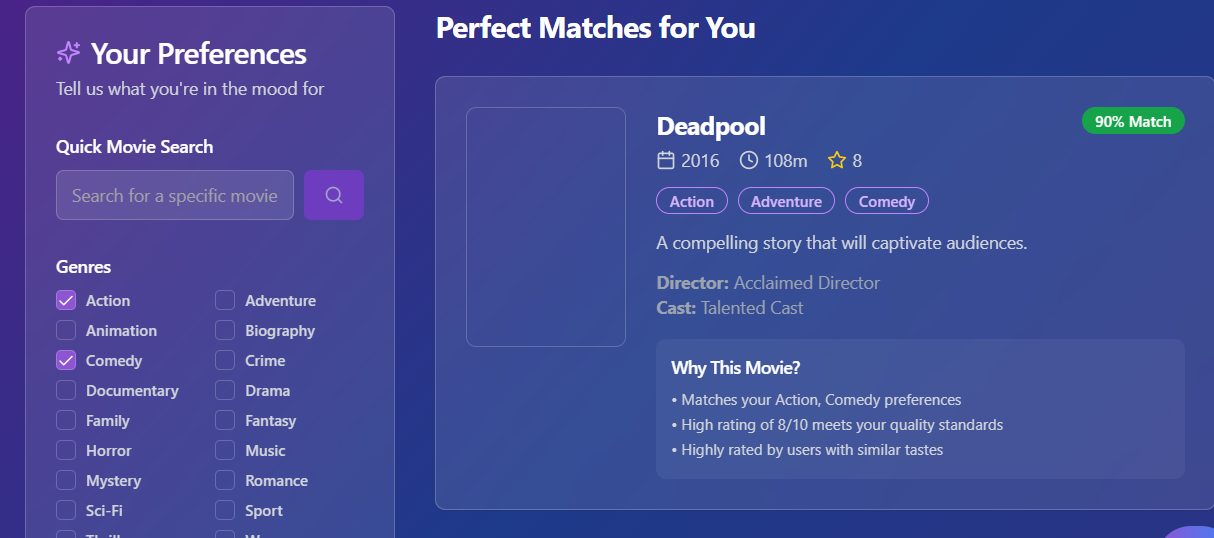 Your Preferences
Tell us what you're in the mood for
Quick Movie Search
Search for a specific movie
Genres
Action
Adventure
Animation
Biography
Comedy
Crime
Documentary
Drama
Family
Fantasy
Horror
Music
Mystery
Romance
Sci-Fi
Sport
Perfect Matches for You
Deadpool
90% Match
2016 108m 8
Action Adventure Comedy
A compelling story that will captivate audiences.
Director: Acclaimed Director
Cast: Talented Cast
Why This Movie?
• Matches your Action, Comedy preferences
• High rating of 8/10 meets your quality standards
• Highly rated by users with similar tastes